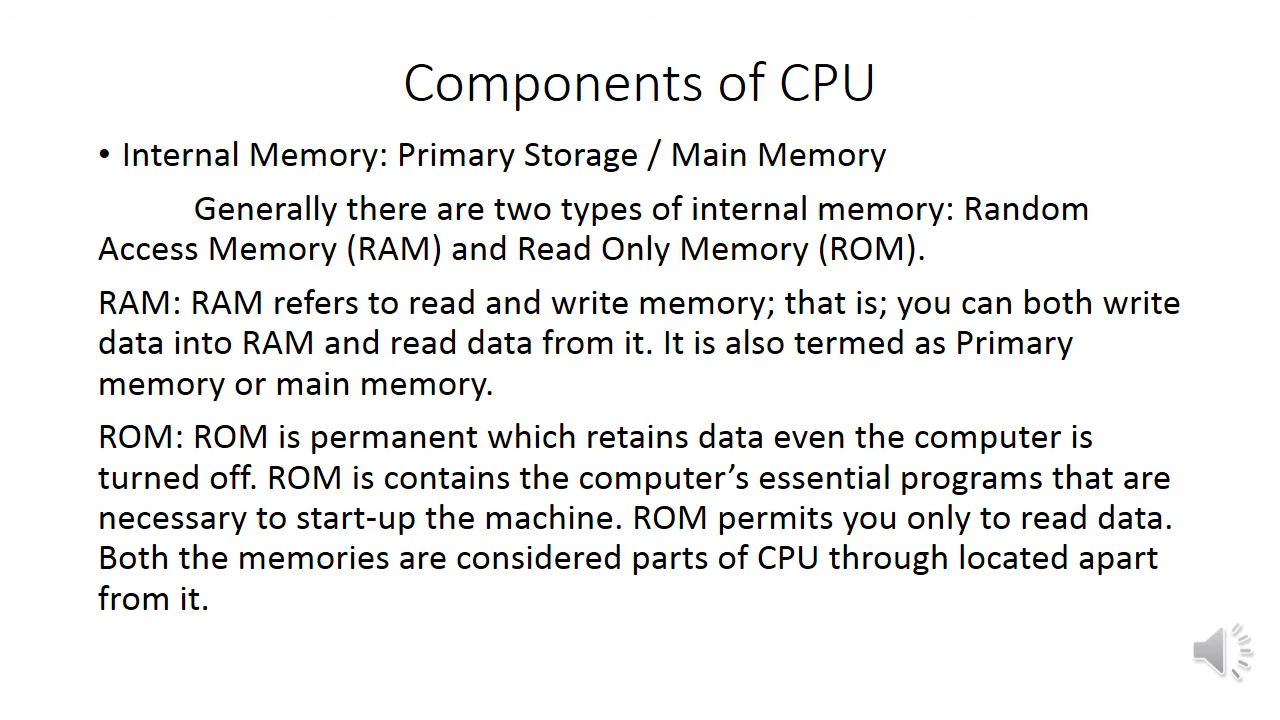 Components of CPU
• Internal Memory: Primary Storage / Main Memory
Generally there are two types of internal memory: Random
Access Memory (RAM) and Read Only Memory (ROM).
RAM: RAM refers to read and write memory; that is; you can both write
data into RAM and read data from it. It is also termed as Primary
memory or main memory.
ROM: ROM is permanent which retains data even the computer is
turned off. ROM is contains the computer’s essential programs that are
necessary to start-up the machine. ROM permits you only to read data.
Both the memories are considered parts of CPU through located apart
from it.